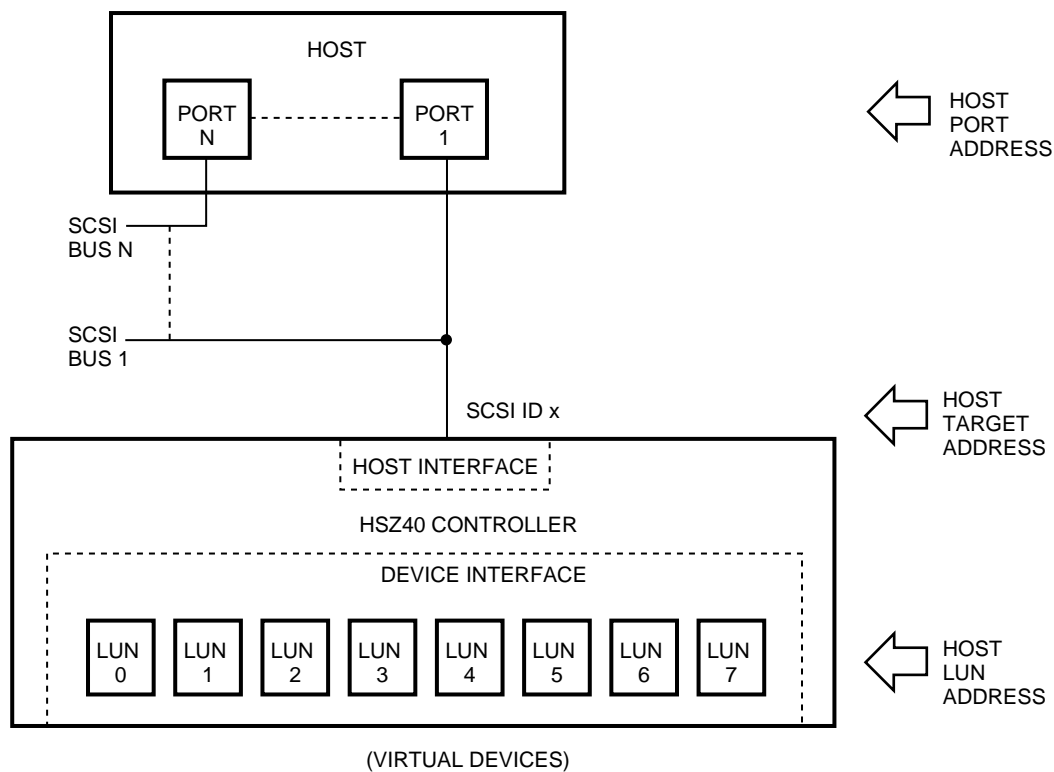 HOST
PORT
N
PORT
1
HOST
PORT
ADDRESS
SCSI
BUS N
SCSI
BUS 1
SCSI ID x
HOST
TARGET
ADDRESS
HOST INTERFACE
HSZ40 CONTROLLER
DEVICE INTERFACE
LUN
0
LUN
1
LUN
2
LUN
3
LUN
4
LUN
5
LUN
6
LUN
7
HOST
LUN
ADDRESS
(VIRTUAL DEVICES)